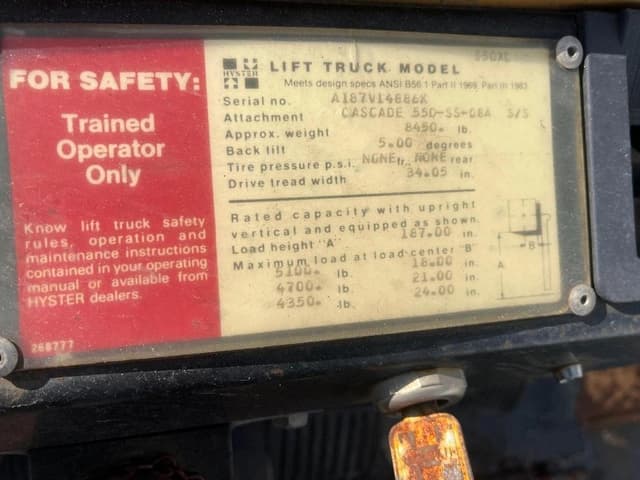 FOR SAFETY:
Trained
Operator
Only
Know lift truck safety
rules, operation and
maintenance instructions
contained in your operating
manual or available from
HYSTER dealers.
268777
HYSTER
LIFT TRUCK MODEL
Meets design specs ANSI B56.1 Part II 1969, Part III 1983
Serial no. A187V14886K
Attachment CASCADE 55D-SS-08A S/S
Approx. weight 8450. lb.
Back tilt 5.00 degrees
Tire pressure p.s.i. NONE fr. NONE rear
Drive tread width 34.05 in.
Rated capacity with upright
vertical and equipped as shown.
Load height "A" 187.00 in.
Maximum load at load center "B"
5100. lb. 18.00 in.
4700. lb. 21.00 in.
4350. lb. 24.00 in.
B
A